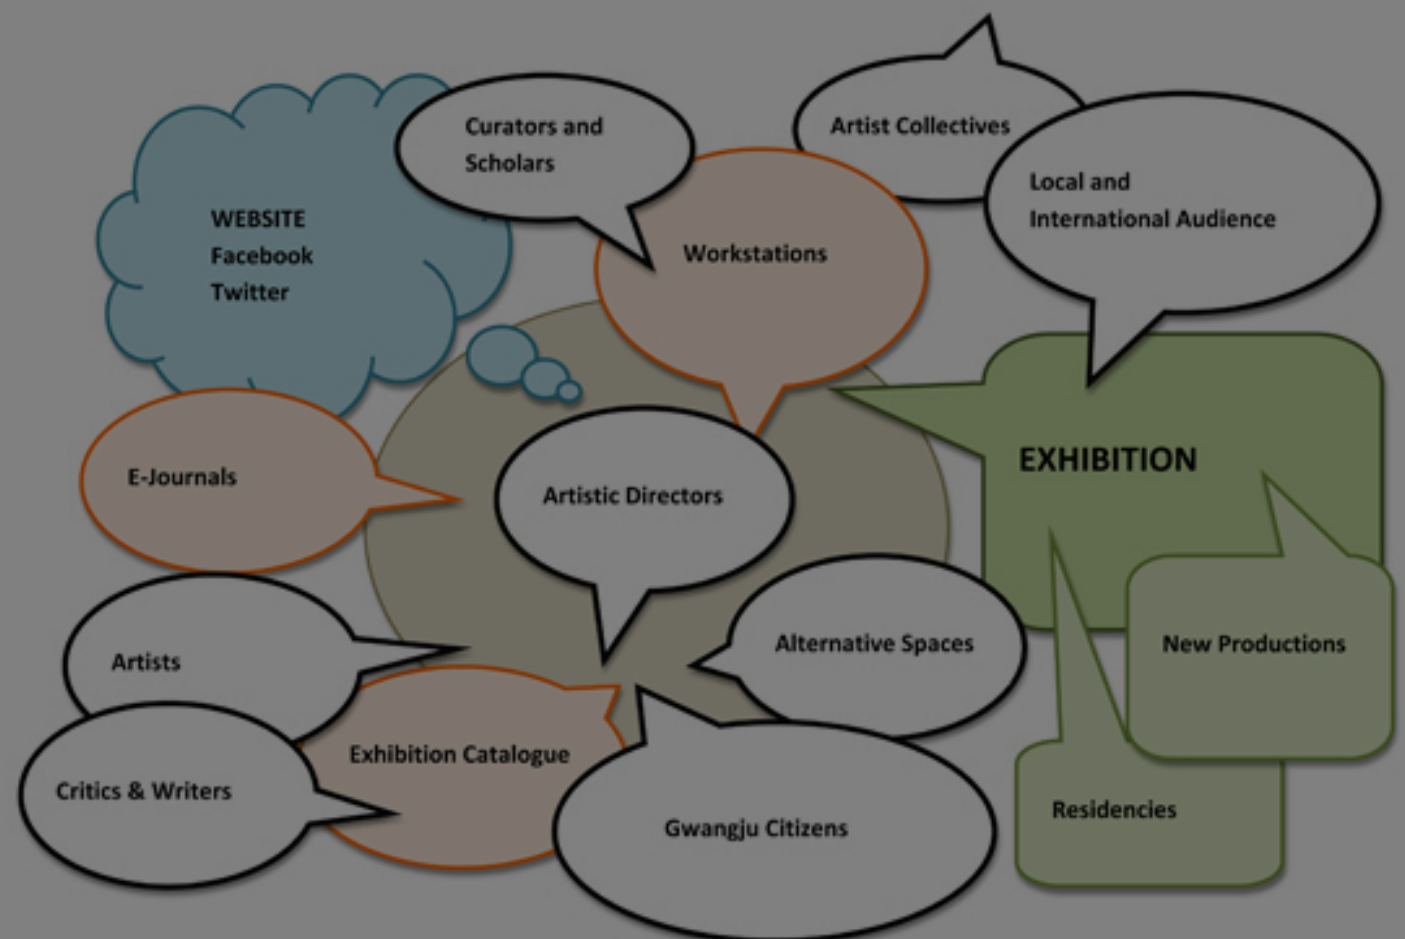 Curators and
Scholars
Artist Collectives
Local and
International Audience
WEBSITE
Facebook
Twitter
Workstations
E-Journals
Artistic Directors
EXHIBITION
Artists
Alternative Spaces
New Productions
Exhibition Catalogue
Critics & Writers
Gwangju Citizens
Residencies